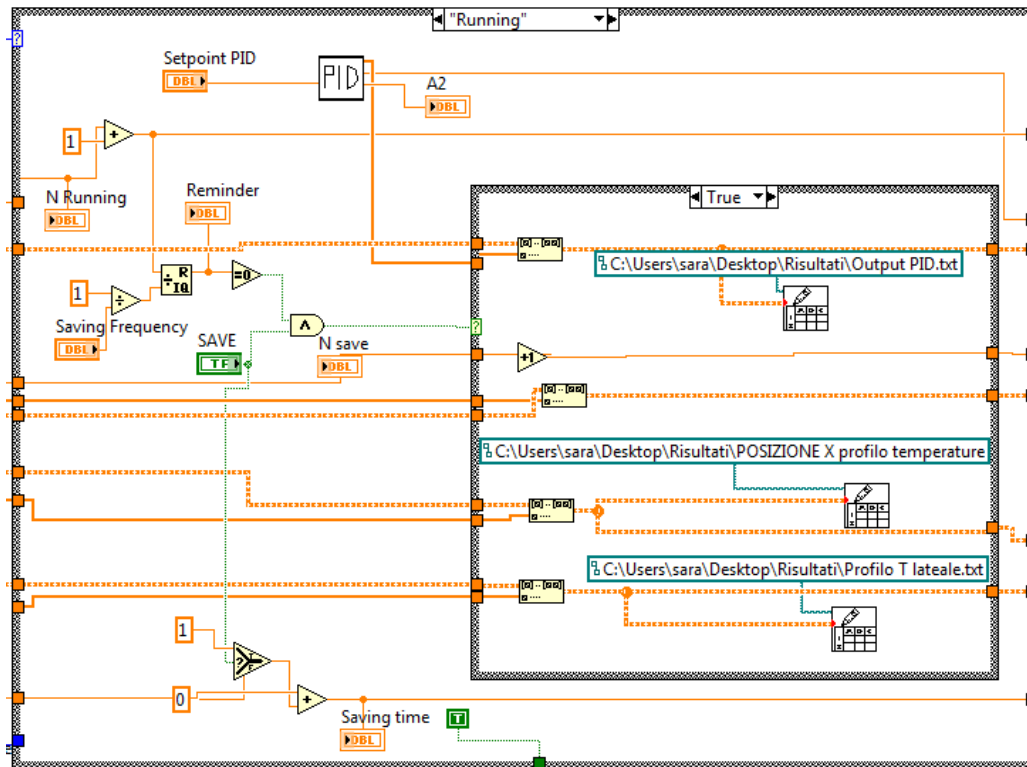 "Running"
Setpoint PID
DBL
PID
A2
DBL
1
+
N Running
DBL
Reminder
DBL
True
C:\Users\sara\Desktop\Risultati\Output PID.txt
R
IQ
=0
1
÷
Saving Frequency
DBL
SAVE
TF
N save
DBL
?
+1
C:\Users\sara\Desktop\Risultati\POSIZIONE X profilo temperature
C:\Users\sara\Desktop\Risultati\Profilo T lateale.txt
1
?
0
+
Saving time
DBL
T